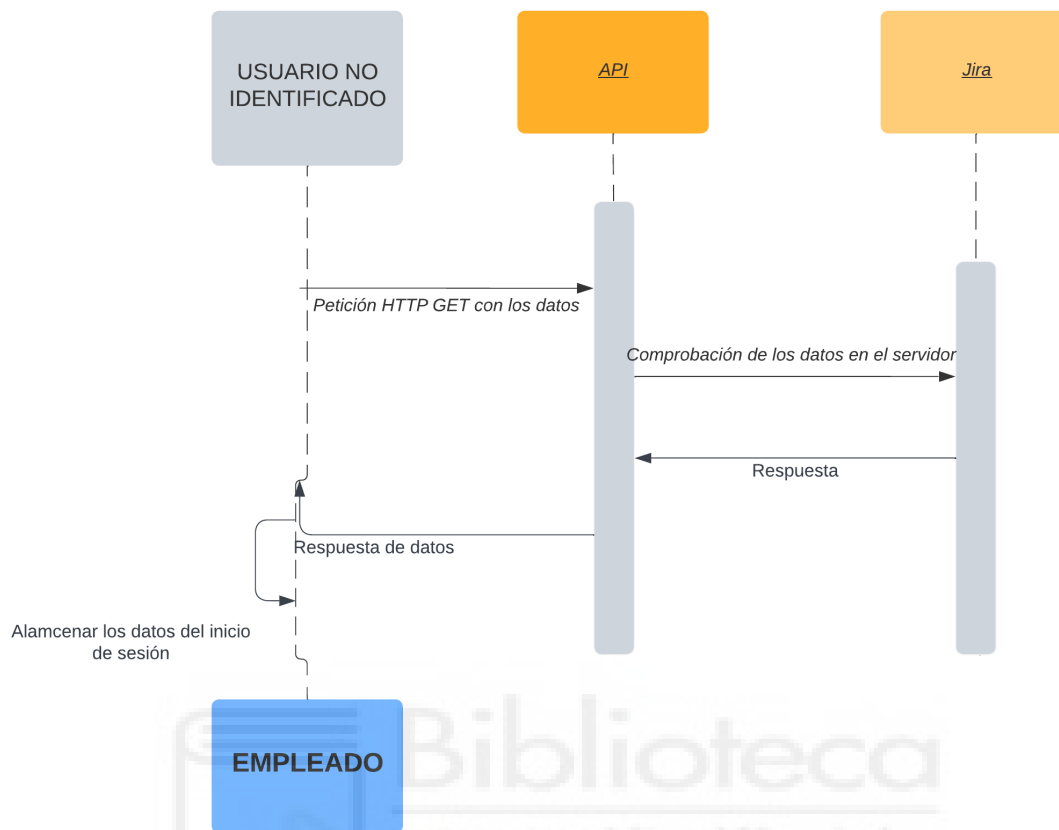 USUARIO NO
IDENTIFICADO
API
Jira
Petición HTTP GET con los datos
Comprobación de los datos en el servidor
Respuesta
Respuesta de datos
Alamcenar los datos del inicio
de sesión
EMPLEADO
Biblioteca